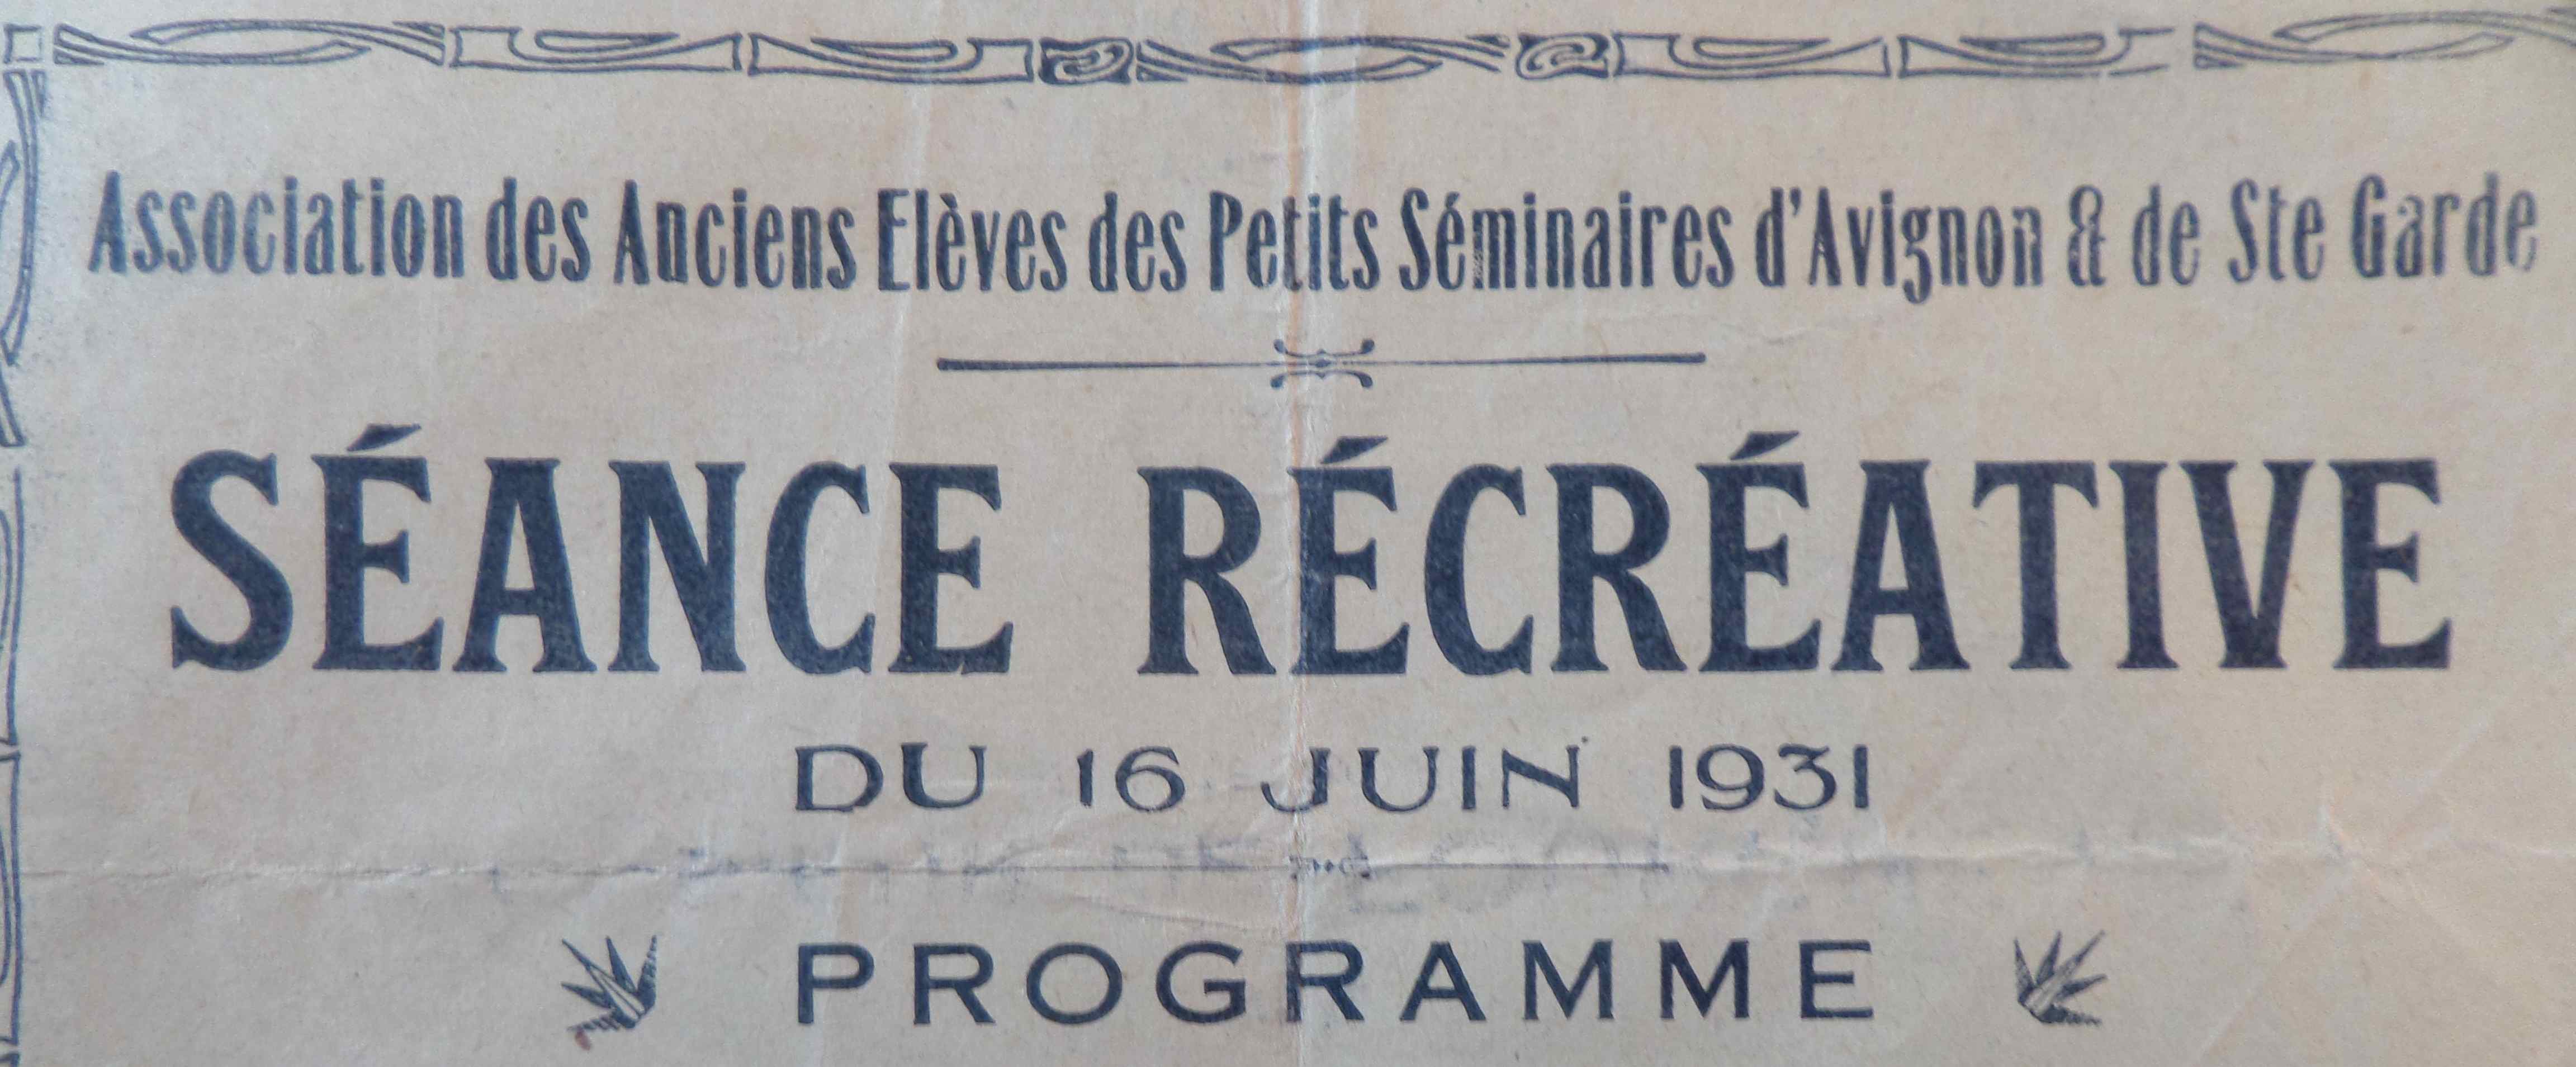 Association des Anciens Elèves des Petits Séminaires d'Avignon & de Ste Garde
SÉANCE RÉCRÉATIVE
DU 16 JUIN 1931
PROGRAMME